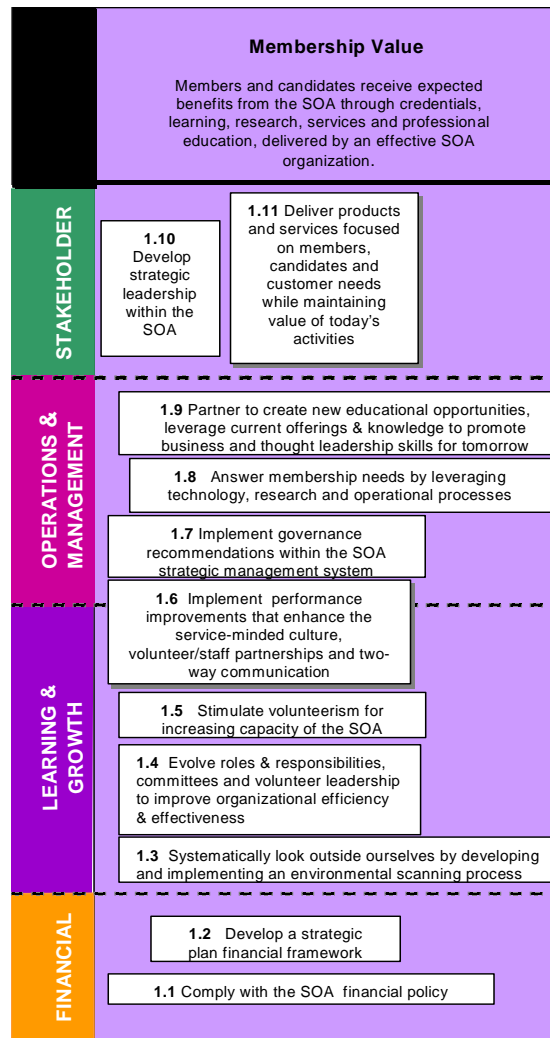 Membership Value
Members and candidates receive expected
benefits from the SOA through credentials,
learning, research, services and professional
education, delivered by an effective SOA
organization.
STAKEHOLDER
1.10
Develop
strategic
leadership
within the
SOA
1.11 Deliver products
and services focused
on members,
candidates and
customer needs
while maintaining
value of today's
activities
OPERATIONS &
MANAGEMENT
1.9 Partner to create new educational opportunities,
leverage current offerings & knowledge to promote
business and thought leadership skills for tomorrow
1.8 Answer membership needs by leveraging
technology, research and operational processes
1.7 Implement governance
recommendations within the SOA
strategic management system
LEARNING &
GROWTH
1.6 Implement performance
improvements that enhance the
service-minded culture,
volunteer/staff partnerships and two-
way communication
1.5 Stimulate volunteerism for
increasing capacity of the SOA
1.4 Evolve roles & responsibilities,
committees and volunteer leadership
to improve organizational efficiency
& effectiveness
1.3 Systematically look outside ourselves by developing
and implementing an environmental scanning process
FINANCIAL
1.2 Develop a strategic
plan financial framework
1.1 Comply with the SOA financial policy